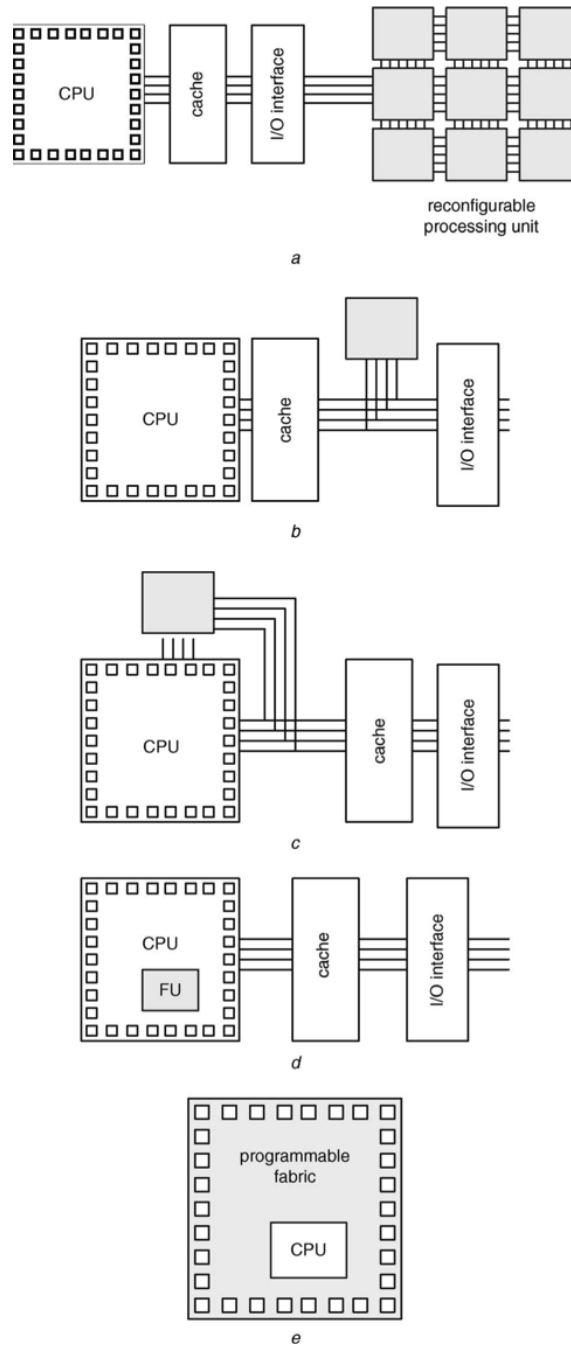 CPU
cache
I/O interface
reconfigurable
processing unit
a
CPU
cache
I/O interface
b
CPU
cache
I/O interface
c
CPU
FU
cache
I/O interface
d
programmable
fabric
CPU
e